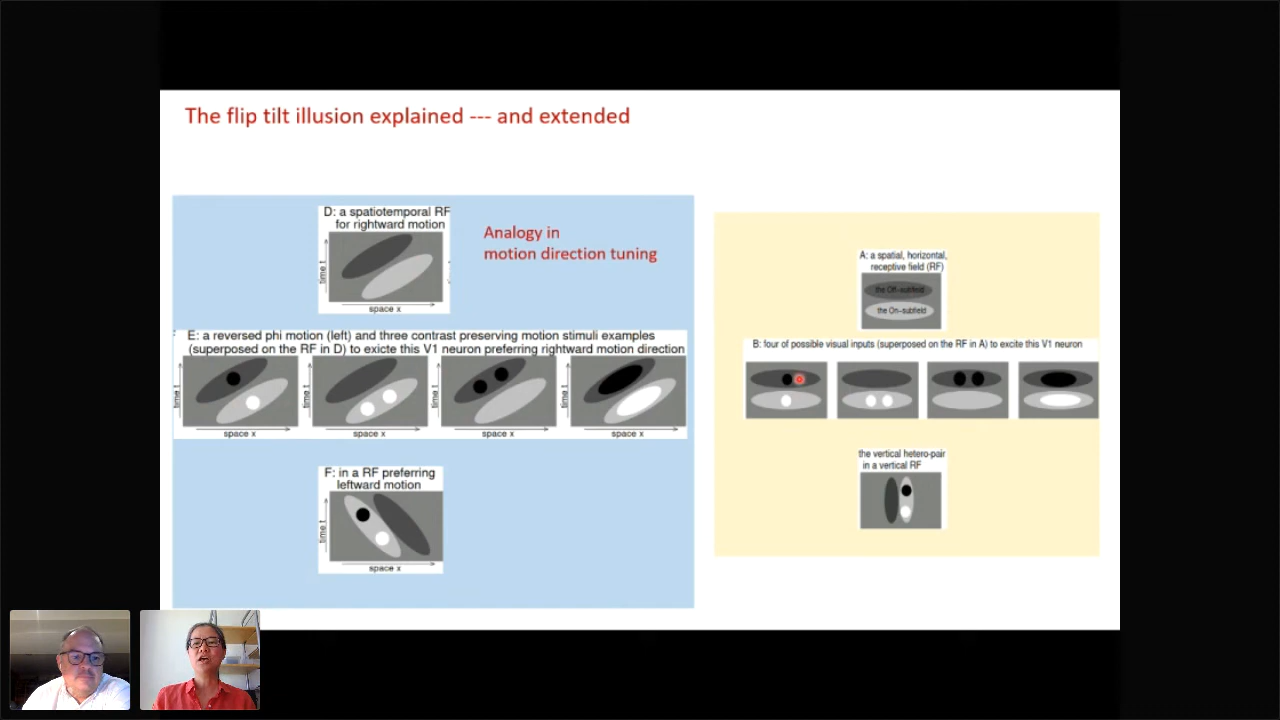 The flip tilt illusion explained --- and extended
D: a spatiotemporal RF
for rightward motion
time t
space x
Analogy in
motion direction tuning
E: a reversed phi motion (left) and three contrast preserving motion stimuli examples
(superposed on the RF in D) to exicte this V1 neuron preferring rightward motion direction
time t
space x
time t
space x
time t
space x
time t
space x
F: in a RF preferring
leftward motion
time t
space x
A: a spatial, horizontal,
receptive field (RF)
the Off-subfield
the On-subfield
B: four of possible visual inputs (superposed on the RF in A) to excite this V1 neuron
the vertical hetero-pair
in a vertical RF